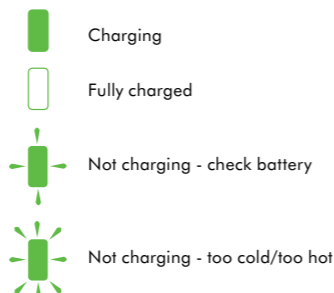 Charging
Fully charged
Not charging - check battery
Not charging - too cold/too hot